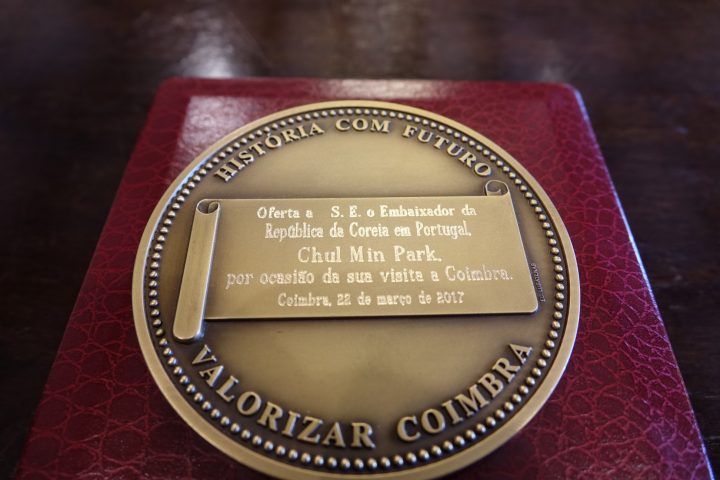 HISTÓRIA COM FUTURO
Oferta a S. E. o Embaixador da
República da Coreia em Portugal,
Chul Min Park,
por ocasião da sua visita a Coimbra.
Coimbra, 22 de março de 2017
VALORIZAR COIMBRA